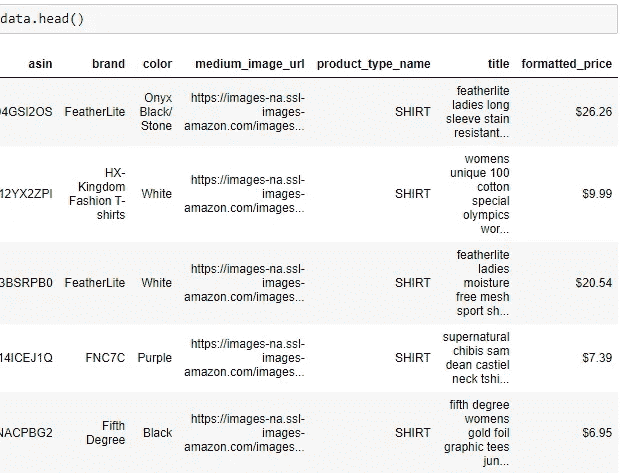 data.head()
asin brand color medium_image_url product_type_name title formatted_price
04GSI2OS
FeatherLite
Onyx
Black/
Stone
https://images-na.ssl-
images-
amazon.com/images...
SHIRT
featherlite
ladies long
sleeve stain
resistant...
$26.26
12YX2ZPI
HX-
Kingdom
Fashion T-
shirts
White
https://images-na.ssl-
images-
amazon.com/images...
SHIRT
womens
unique 100
cotton
special
olympics
wor...
$9.99
3BSRPB0
FeatherLite
White
https://images-na.ssl-
images-
amazon.com/images...
SHIRT
featherlite
ladies
moisture
free mesh
sport sh...
$20.54
14ICEJ1Q
FNC7C
Purple
https://images-na.ssl-
images-
amazon.com/images...
SHIRT
supernatural
chibis sam
dean castiel
neck tshi...
$7.39
NACPBG2
Fifth
Degree
Black
https://images-na.ssl-
images-
amazon.com/images...
SHIRT
fifth degree
womens
gold foil
graphic tees
jun...
$6.95